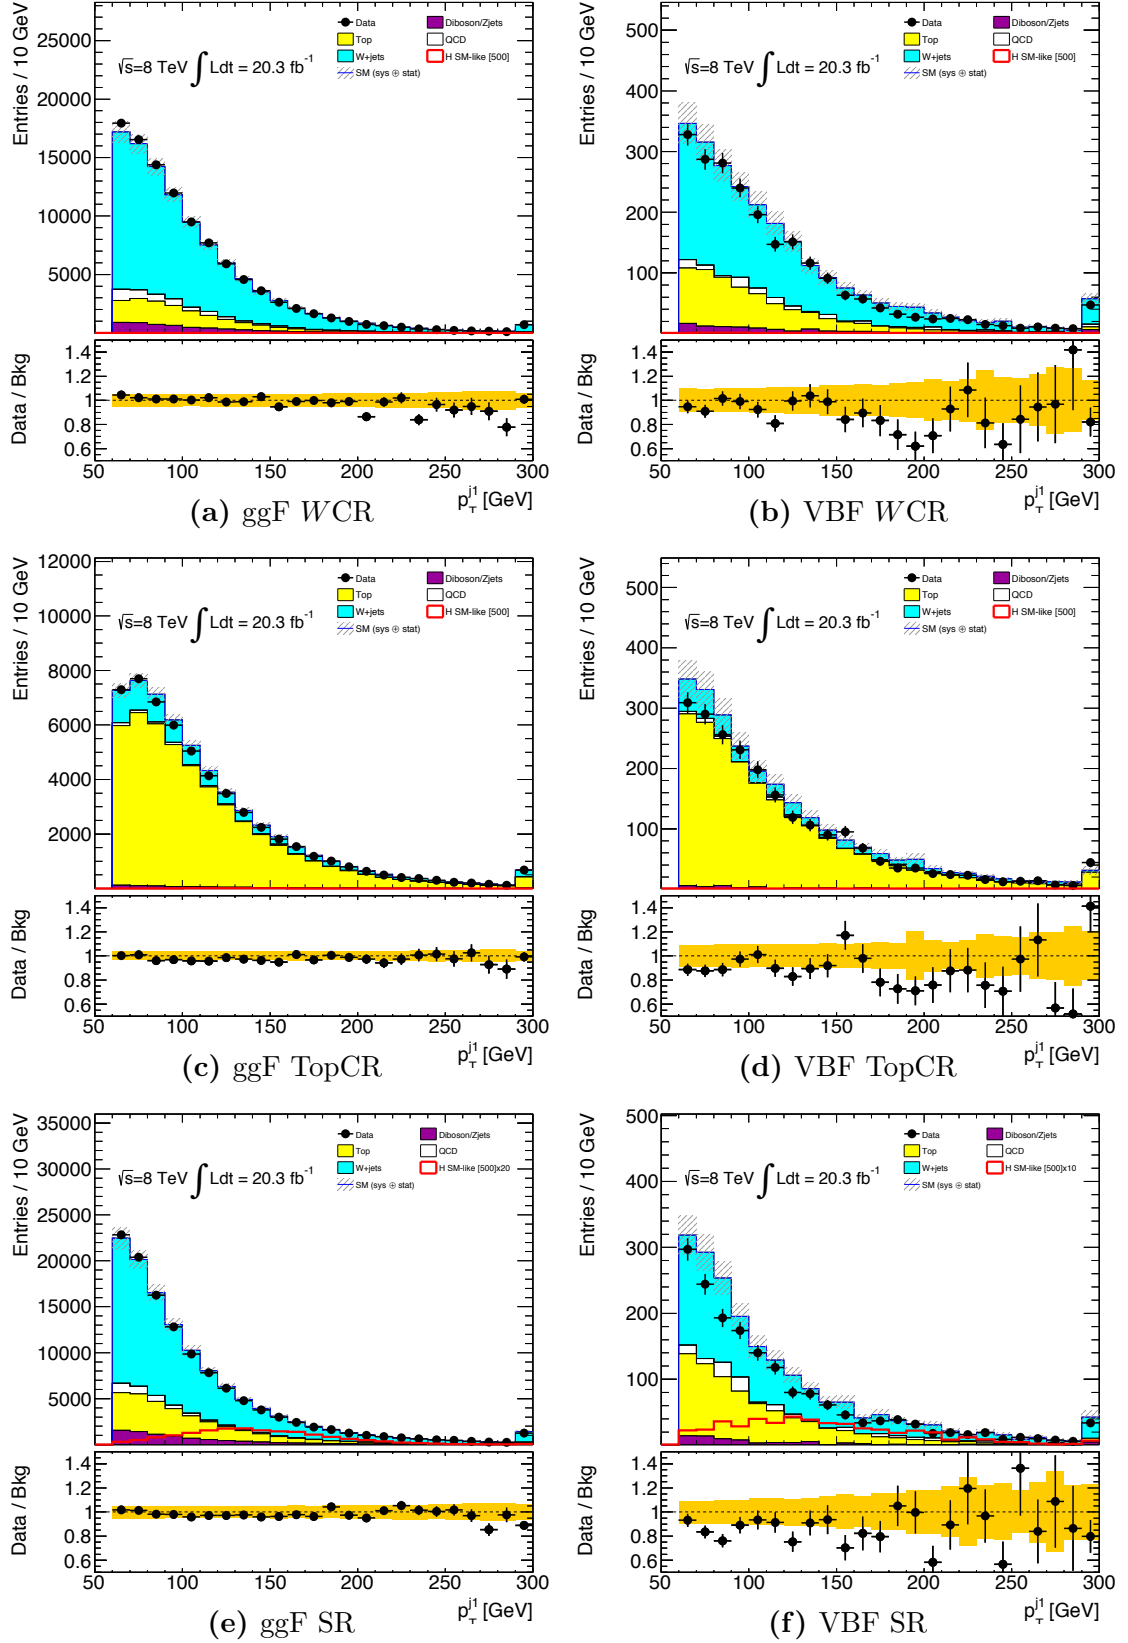 Entries / 10 GeV
28000
25000
20000
15000
10000
5000
√s=8 TeV ∫ Ldt = 20.3 fb⁻¹
Data
Top
W+jets
SM (sys ⊕ stat)
Diboson/Zjets
QCD
H SM-like [500]
Data / Bkg
1.4
1.2
1
0.8
0.6
50 100 150 200 250 300
p_T^j1 [GeV]
(a) ggF WCR
Entries / 10 GeV
500
400
300
200
100
√s=8 TeV ∫ Ldt = 20.3 fb⁻¹
Data
Top
W+jets
SM (sys ⊕ stat)
Diboson/Zjets
QCD
H SM-like [500]
Data / Bkg
1.4
1.2
1
0.8
0.6
50 100 150 200 250 300
p_T^j1 [GeV]
(b) VBF WCR
Entries / 10 GeV
12000
10000
8000
6000
4000
2000
√s=8 TeV ∫ Ldt = 20.3 fb⁻¹
Data
Top
W+jets
SM (sys ⊕ stat)
Diboson/Zjets
QCD
H SM-like [500]
Data / Bkg
1.4
1.2
1
0.8
0.6
50 100 150 200 250 300
p_T^j1 [GeV]
(c) ggF TopCR
Entries / 10 GeV
500
400
300
200
100
√s=8 TeV ∫ Ldt = 20.3 fb⁻¹
Data
Top
W+jets
SM (sys ⊕ stat)
Diboson/Zjets
QCD
H SM-like [500]
Data / Bkg
1.4
1.2
1
0.8
0.6
50 100 150 200 250 300
p_T^j1 [GeV]
(d) VBF TopCR
Entries / 10 GeV
35000
30000
25000
20000
15000
10000
5000
√s=8 TeV ∫ Ldt = 20.3 fb⁻¹
Data
Top
W+jets
SM (sys ⊕ stat)
Diboson/Zjets
QCD
H SM-like [500]x20
Data / Bkg
1.4
1.2
1
0.8
0.6
50 100 150 200 250 300
p_T^j1 [GeV]
(e) ggF SR
Entries / 10 GeV
500
400
300
200
100
√s=8 TeV ∫ Ldt = 20.3 fb⁻¹
Data
Top
W+jets
SM (sys ⊕ stat)
Diboson/Zjets
QCD
H SM-like [500]x10
Data / Bkg
1.4
1.2
1
0.8
0.6
50 100 150 200 250 300
p_T^j1 [GeV]
(f) VBF SR